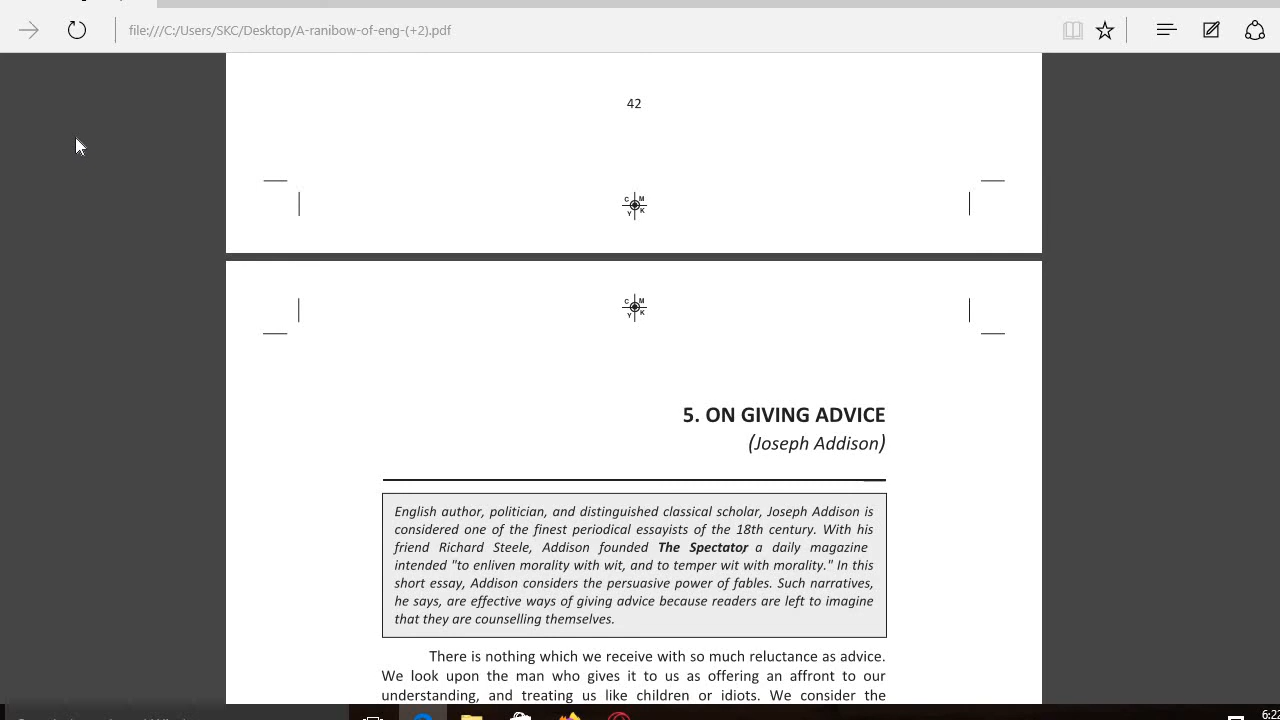 file:///C:/Users/SKC/Desktop/A-ranibow-of-eng-(+2).pdf
42
C M
Y K
C M
Y K
5. ON GIVING ADVICE
(Joseph Addison)
English author, politician, and distinguished classical scholar, Joseph Addison is
considered one of the finest periodical essayists of the 18th century. With his
friend Richard Steele, Addison founded The Spectator, a daily magazine
intended "to enliven morality with wit, and to temper wit with morality." In this
short essay, Addison considers the persuasive power of fables. Such narratives,
he says, are effective ways of giving advice because readers are left to imagine
that they are counselling themselves.
There is nothing which we receive with so much reluctance as advice.
We look upon the man who gives it to us as offering an affront to our
understanding, and treating us like children or idiots. We consider the